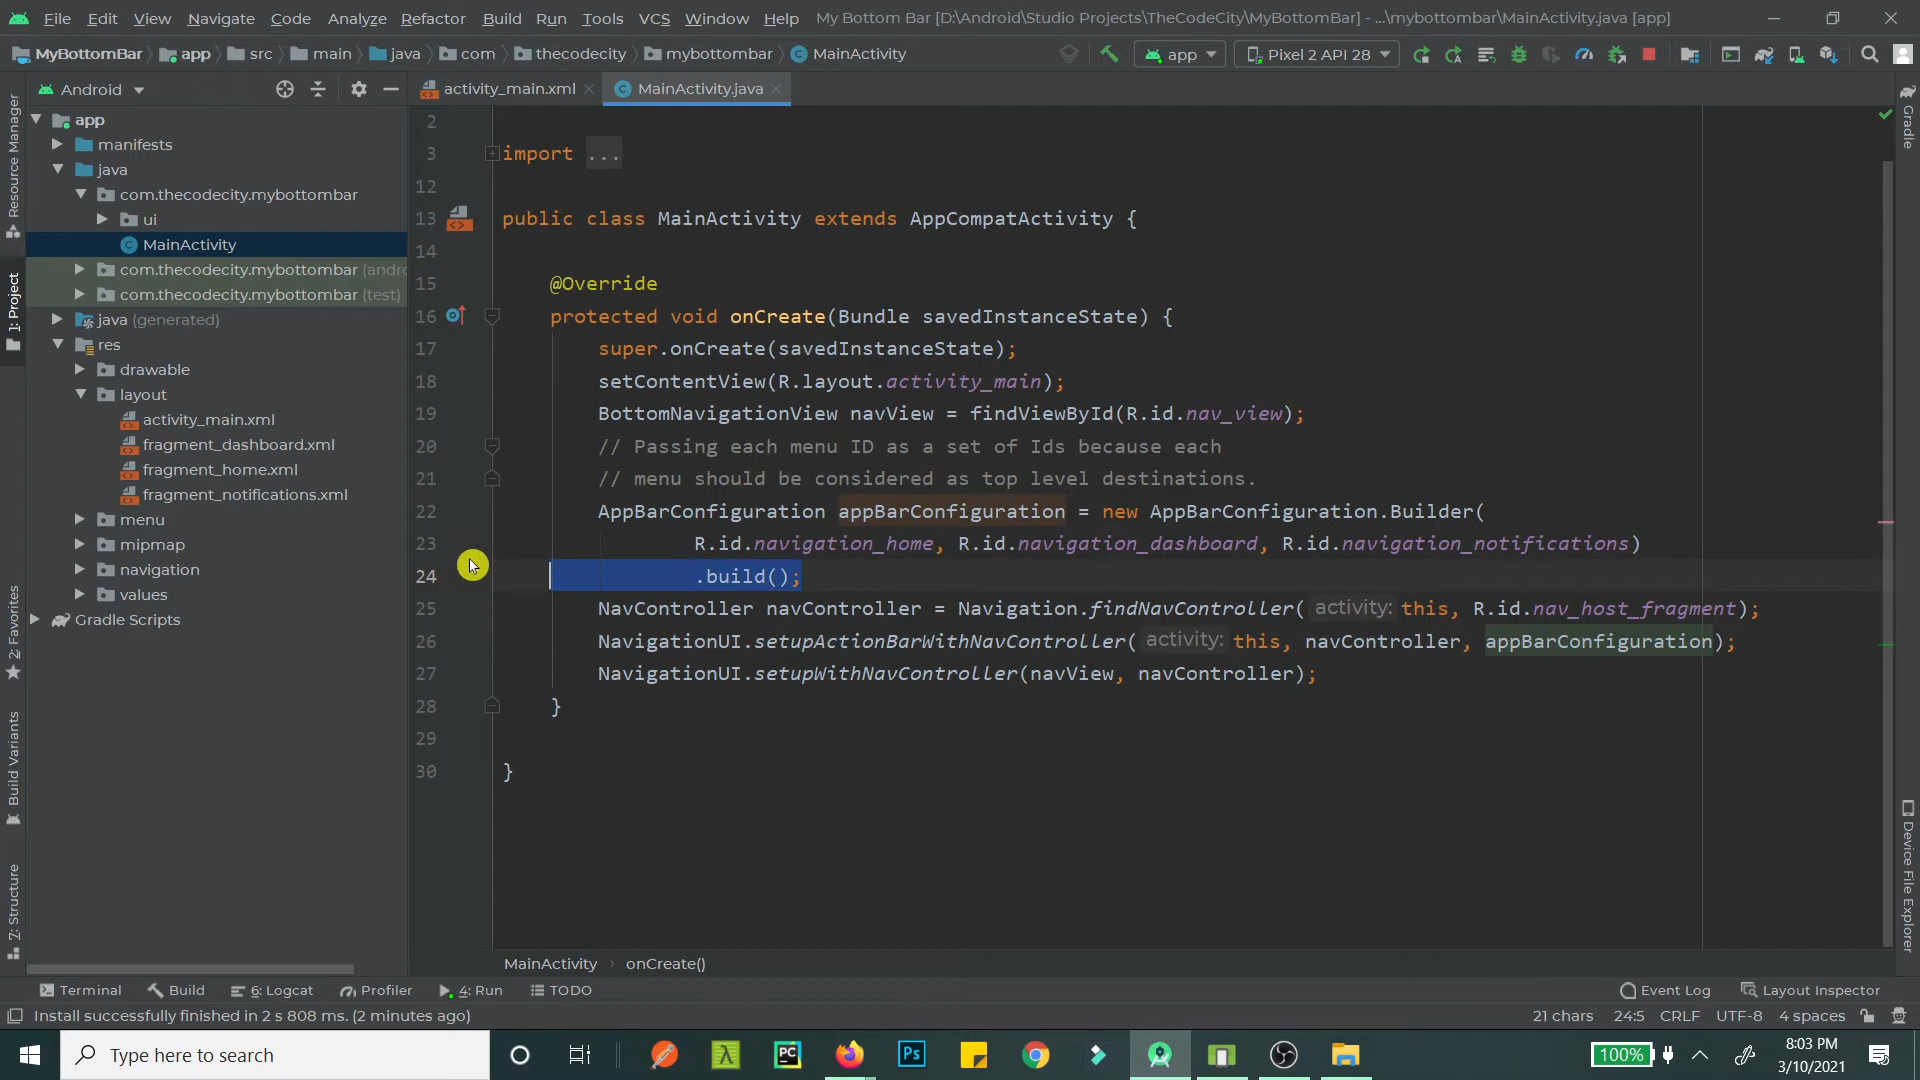 File Edit View Navigate Code Analyze Refactor Build Run Tools VCS Window Help My Bottom Bar [D:\Android\Studio Projects\TheCodeCity\MyBottomBar] - ...\mybottombar\MainActivity.java [app]
MyBottomBar app src main java com thecodecity mybottombar MainActivity app Pixel 2 API 28
Android activity_main.xml MainActivity.java
Resource Manager
1: Project
2: Favorites
Build Variants
7: Structure
app
manifests
java
com.thecodecity.mybottombar
ui
MainActivity
com.thecodecity.mybottombar (andro
com.thecodecity.mybottombar (test)
java (generated)
res
drawable
layout
activity_main.xml
fragment_dashboard.xml
fragment_home.xml
fragment_notifications.xml
menu
mipmap
navigation
values
Gradle Scripts
2
3 import ...
12
13 public class MainActivity extends AppCompatActivity {
14
15 @Override
16 protected void onCreate(Bundle savedInstanceState) {
17 super.onCreate(savedInstanceState);
18 setContentView(R.layout.activity_main);
19 BottomNavigationView navView = findViewById(R.id.nav_view);
20 // Passing each menu ID as a set of Ids because each
21 // menu should be considered as top level destinations.
22 AppBarConfiguration appBarConfiguration = new AppBarConfiguration.Builder(
23 R.id.navigation_home, R.id.navigation_dashboard, R.id.navigation_notifications)
24 .build();
25 NavController navController = Navigation.findNavController( activity: this, R.id.nav_host_fragment);
26 NavigationUI.setupActionBarWithNavController( activity: this, navController, appBarConfiguration);
27 NavigationUI.setupWithNavController(navView, navController);
28 }
29
30 }
Gradle
Device File Explorer
MainActivity › onCreate()
Terminal Build 6: Logcat Profiler 4: Run TODO Event Log Layout Inspector
Install successfully finished in 2 s 808 ms. (2 minutes ago) 21 chars 24:5 CRLF UTF-8 4 spaces
Type here to search PC Ps 100% 8:03 PM
3/10/2021